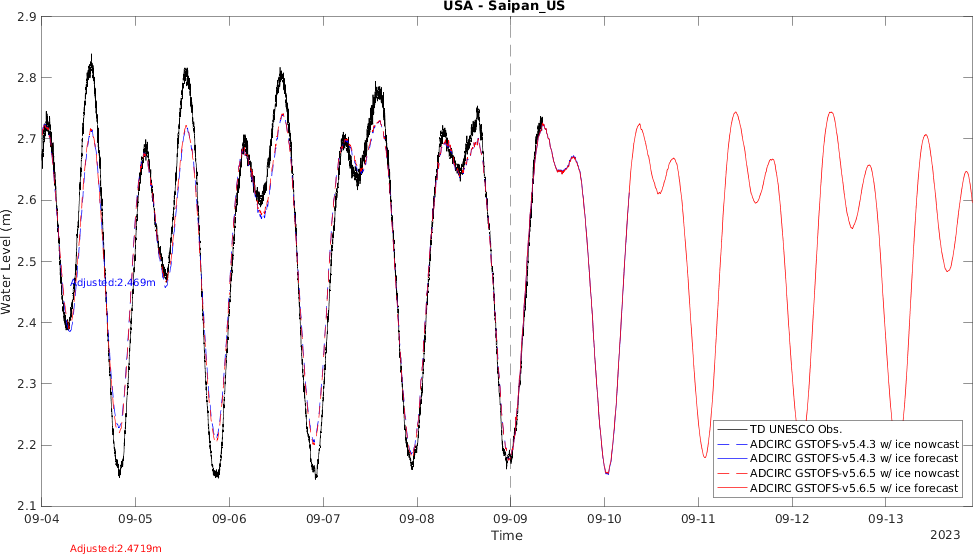 USA - Saipan_US
2.9
2.8
2.7
2.6
2.5
2.4
2.3
2.2
2.1
Water Level (m)
Adjusted:2.469m
TD UNESCO Obs.
ADCIRC GSTOFS-v5.4.3 w/ ice nowcast
ADCIRC GSTOFS-v5.4.3 w/ ice forecast
ADCIRC GSTOFS-v5.6.5 w/ ice nowcast
ADCIRC GSTOFS-v5.6.5 w/ ice forecast
09-04 09-05 09-06 09-07 09-08 09-09 09-10 09-11 09-12 09-13
Time
2023
Adjusted:2.4719m